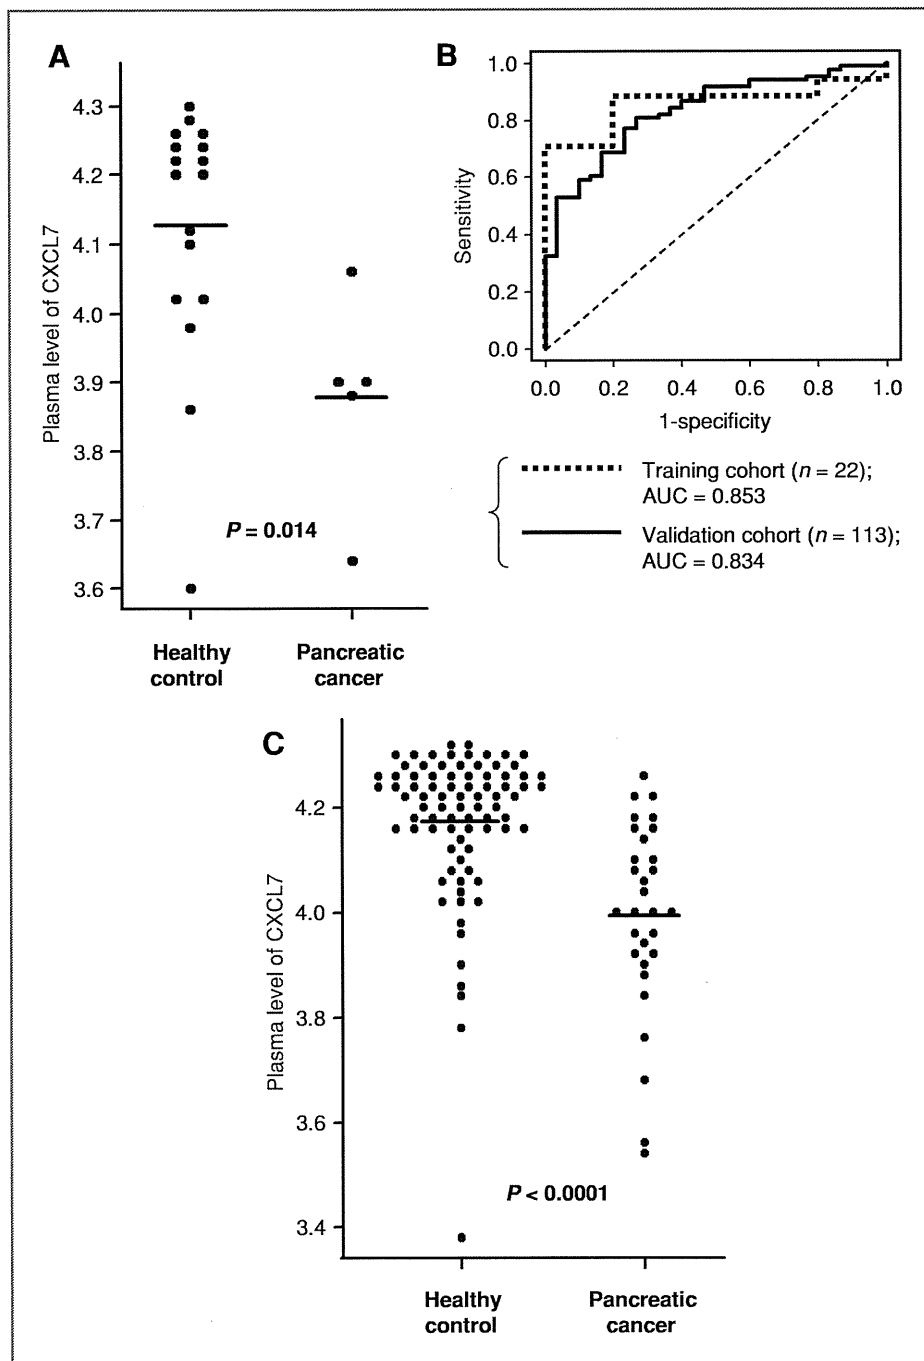 A
Plasma level of CXCL7
4.3
4.2
4.1
4.0
3.9
3.8
3.7
3.6
P = 0.014
Healthy
control
Pancreatic
cancer
B
Sensitivity
1.0
0.8
0.6
0.4
0.2
0.0
0.0 0.2 0.4 0.6 0.8 1.0
1-specificity
Training cohort (n = 22);
AUC = 0.853
Validation cohort (n = 113);
AUC = 0.834
C
Plasma level of CXCL7
4.2
4.0
3.8
3.6
3.4
P < 0.0001
Healthy
control
Pancreatic
cancer